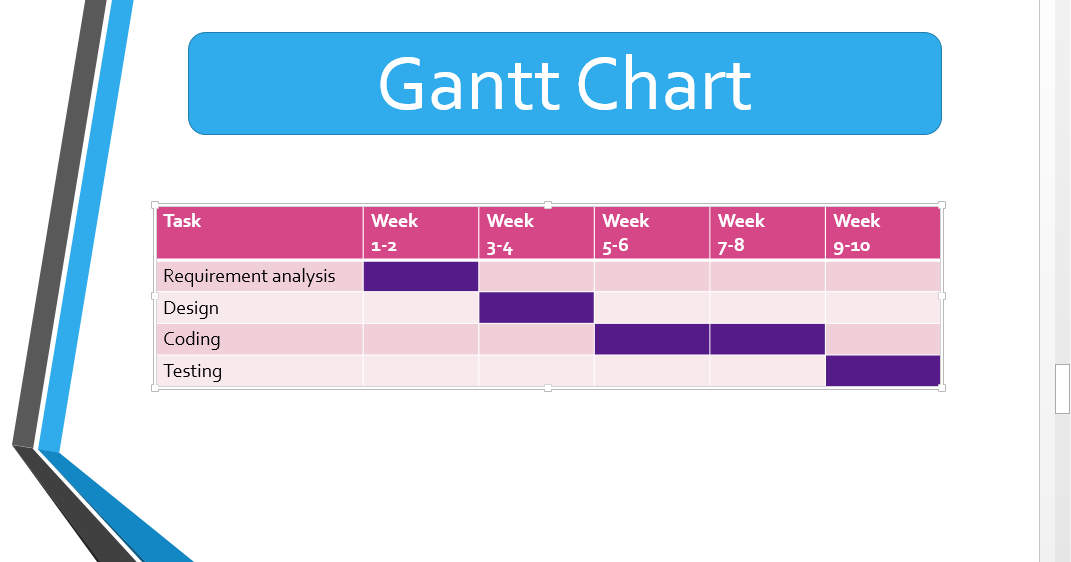 Gantt Chart
Task
Week 1-2
Week 3-4
Week 5-6
Week 7-8
Week 9-10
Requirement analysis
Design
Coding
Testing